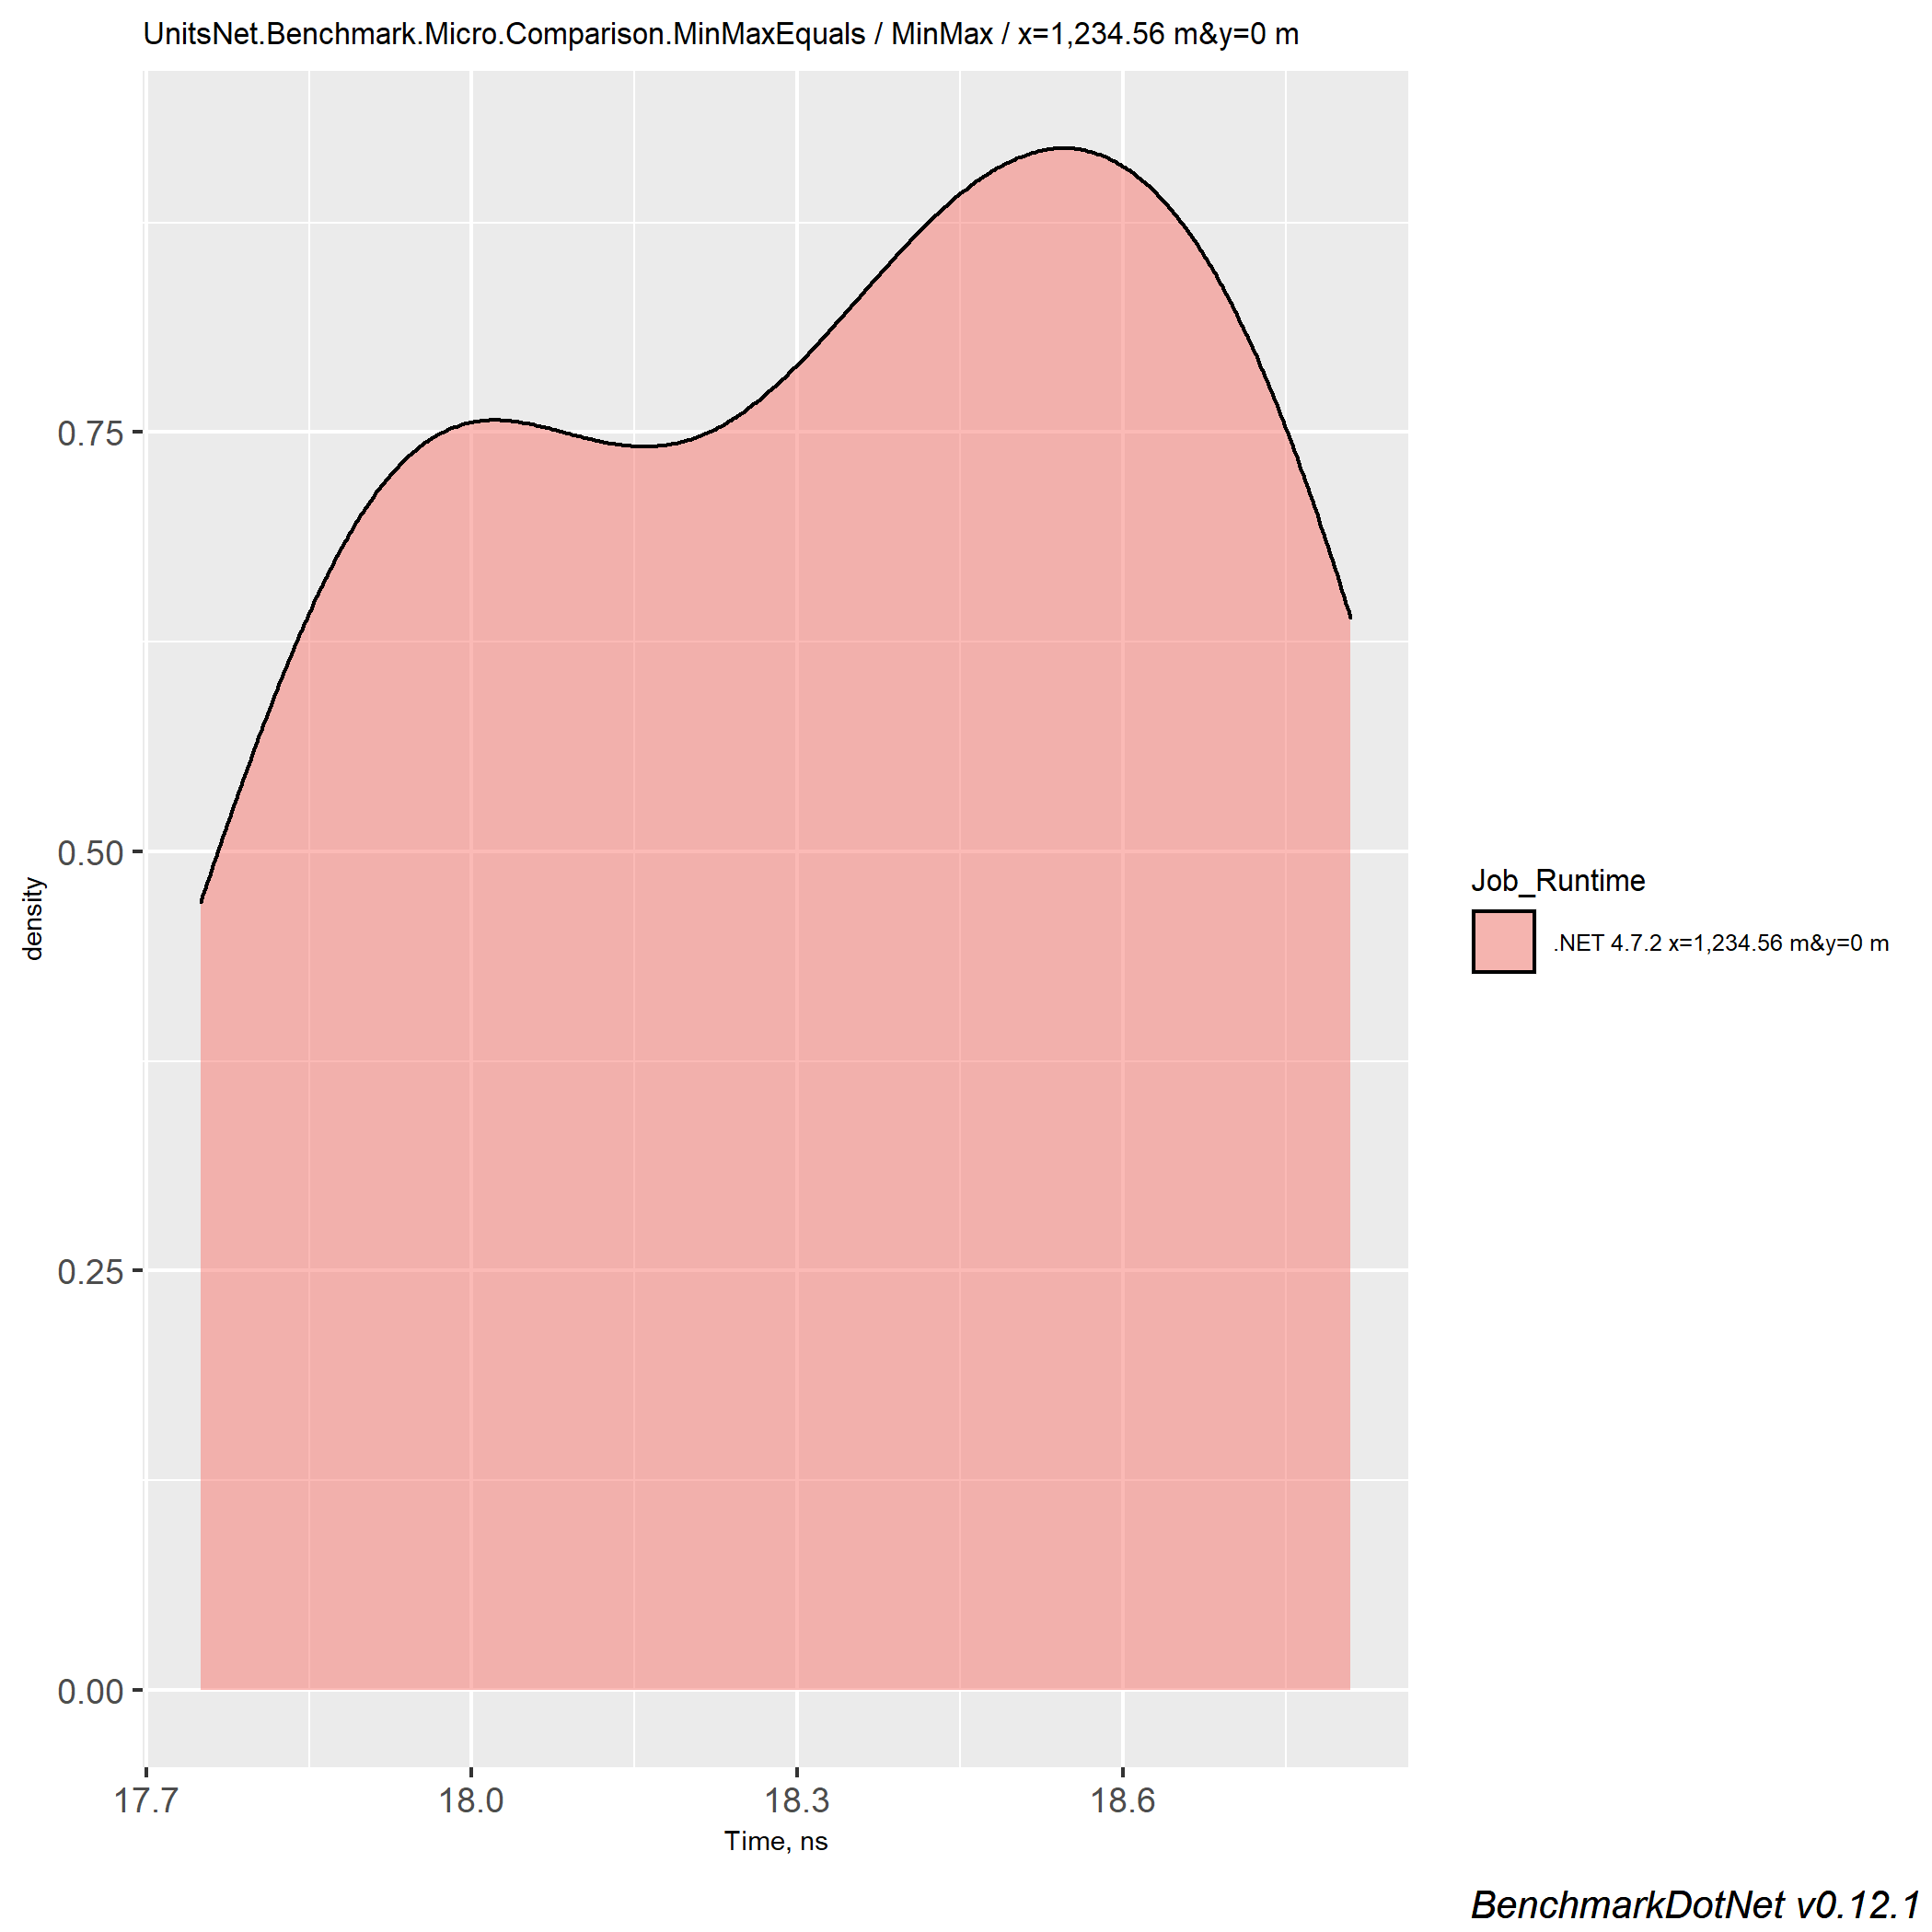 UnitsNet.Benchmark.Micro.Comparison.MinMaxEquals / MinMax / x=1,234.56 m&y=0 m
0.75
0.50
0.25
0.00
density
17.7 18.0 18.3 18.6
Time, ns
Job_Runtime
.NET 4.7.2 x=1,234.56 m&y=0 m
BenchmarkDotNet v0.12.1